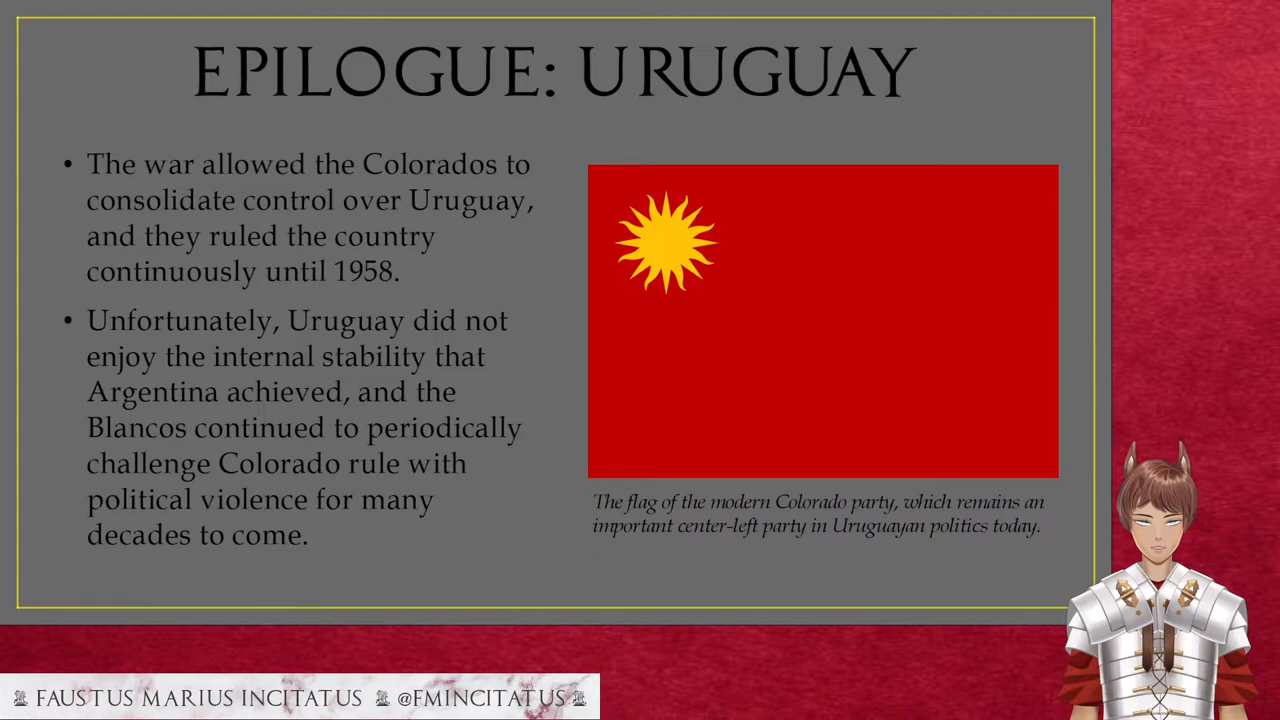 EPILOGUE: URUGUAY
• The war allowed the Colorados to
consolidate control over Uruguay,
and they ruled the country
continuously until 1958.
• Unfortunately, Uruguay did not
enjoy the internal stability that
Argentina achieved, and the
Blancos continued to periodically
challenge Colorado rule with
political violence for many
decades to come.
The flag of the modern Colorado party, which remains an
important center-left party in Uruguayan politics today.
FAUSTUS MARIUS INCITATUS @FMINCITATUS